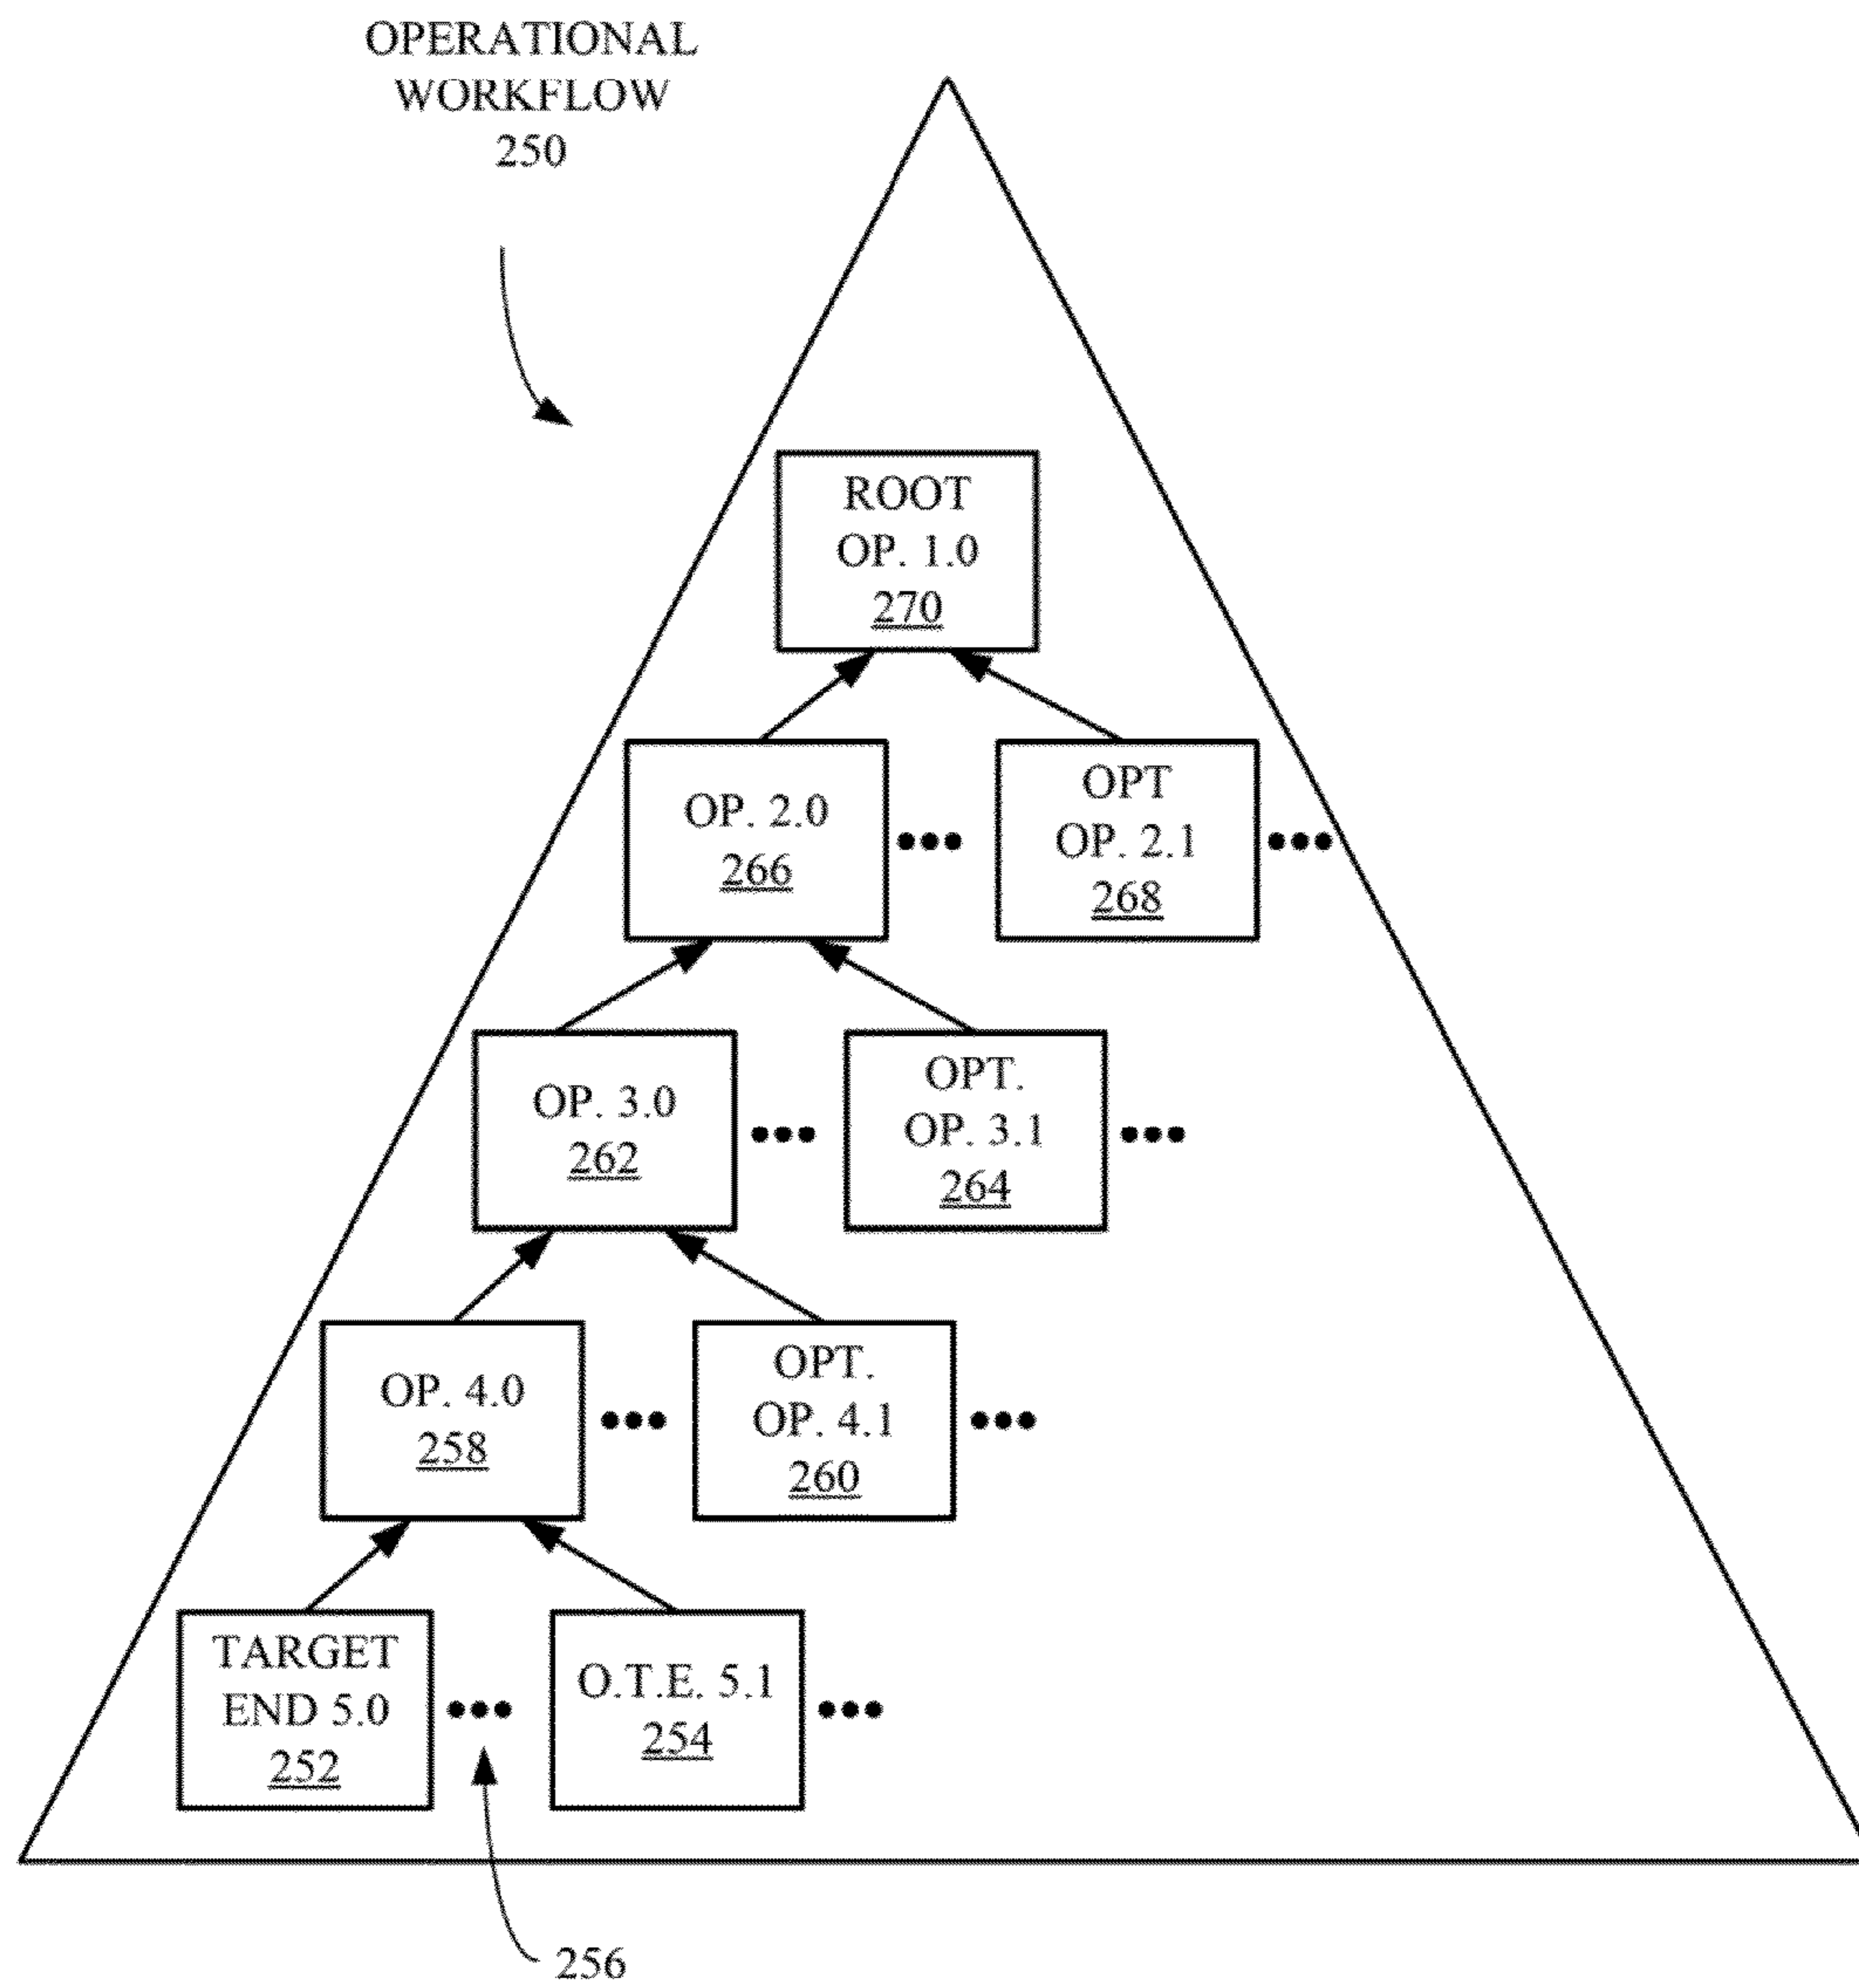 OPERATIONAL
WORKFLOW
250
ROOT
OP. 1.0
270
OP. 2.0
266
OPT
OP. 2.1
268
OP. 3.0
262
OPT.
OP. 3.1
264
OP. 4.0
258
OPT.
OP. 4.1
260
TARGET
END 5.0
252
O.T.E. 5.1
254
256